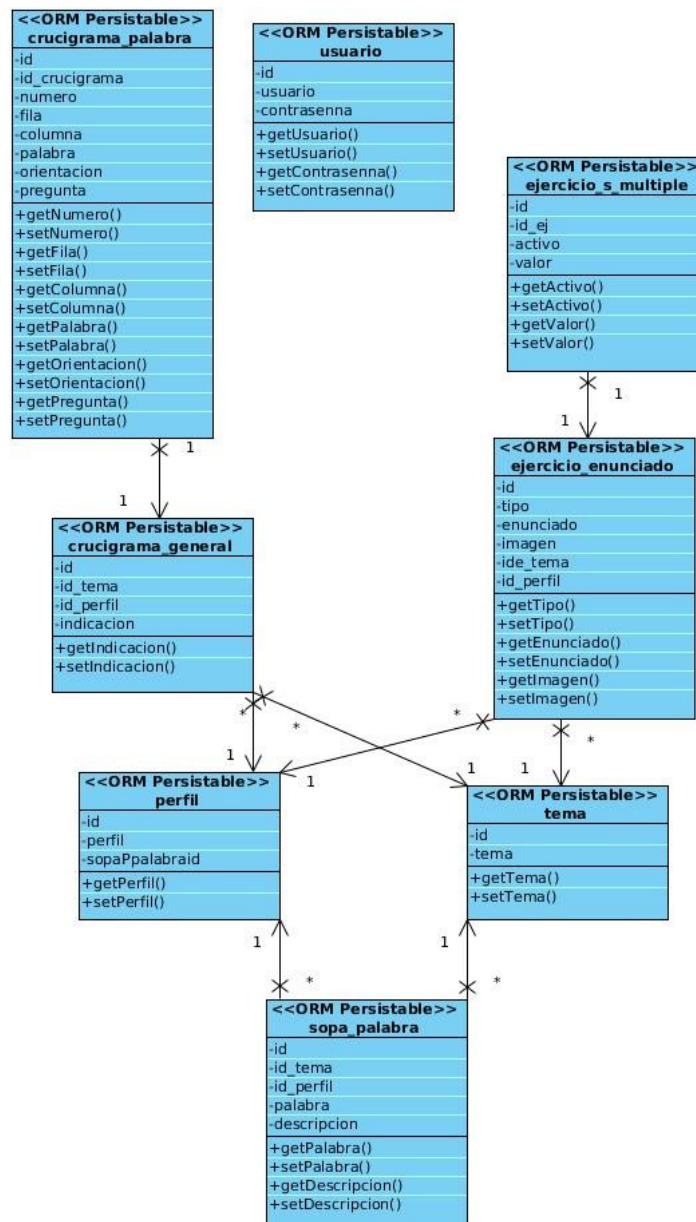 <<ORM Persistable>>
crucigrama_palabra
-id
-id_crucigrama
-numero
-fila
-columna
-palabra
-orientacion
-pregunta
+getNumero()
+setNumero()
+getFila()
+setFila()
+getColumna()
+setColumna()
+getPalabra()
+setPalabra()
+getOrientacion()
+setOrientacion()
+getPregunta()
+setPregunta()
<<ORM Persistable>>
usuario
-id
-usuario
-contrasenna
+getUsuario()
+setUsuario()
+getContrasenna()
+setContrasenna()
<<ORM Persistable>>
ejercicio_s_multiple
-id
-id_ej
-activo
-valor
+getActivo()
+setActivo()
+getValor()
+setValor()
1
1
1
1
<<ORM Persistable>>
crucigrama_general
-id
-id_tema
-id_perfil
-indicacion
+getIndicacion()
+setIndicacion()
<<ORM Persistable>>
ejercicio_enunciado
-id
-tipo
-enunciado
-imagen
-ide_tema
-id_perfil
+getTipo()
+setTipo()
+getEnunciado()
+setEnunciado()
+getImagen()
+setImagen()
*
*
*
*
1
1
1
1
<<ORM Persistable>>
perfil
-id
-perfil
-sopaPpalabraid
+getPerfil()
+setPerfil()
<<ORM Persistable>>
tema
-id
-tema
+getTema()
+setTema()
1
1
*
*
<<ORM Persistable>>
sopa_palabra
-id
-id_tema
-id_perfil
-palabra
-descripcion
+getPalabra()
+setPalabra()
+getDescripcion()
+setDescripcion()